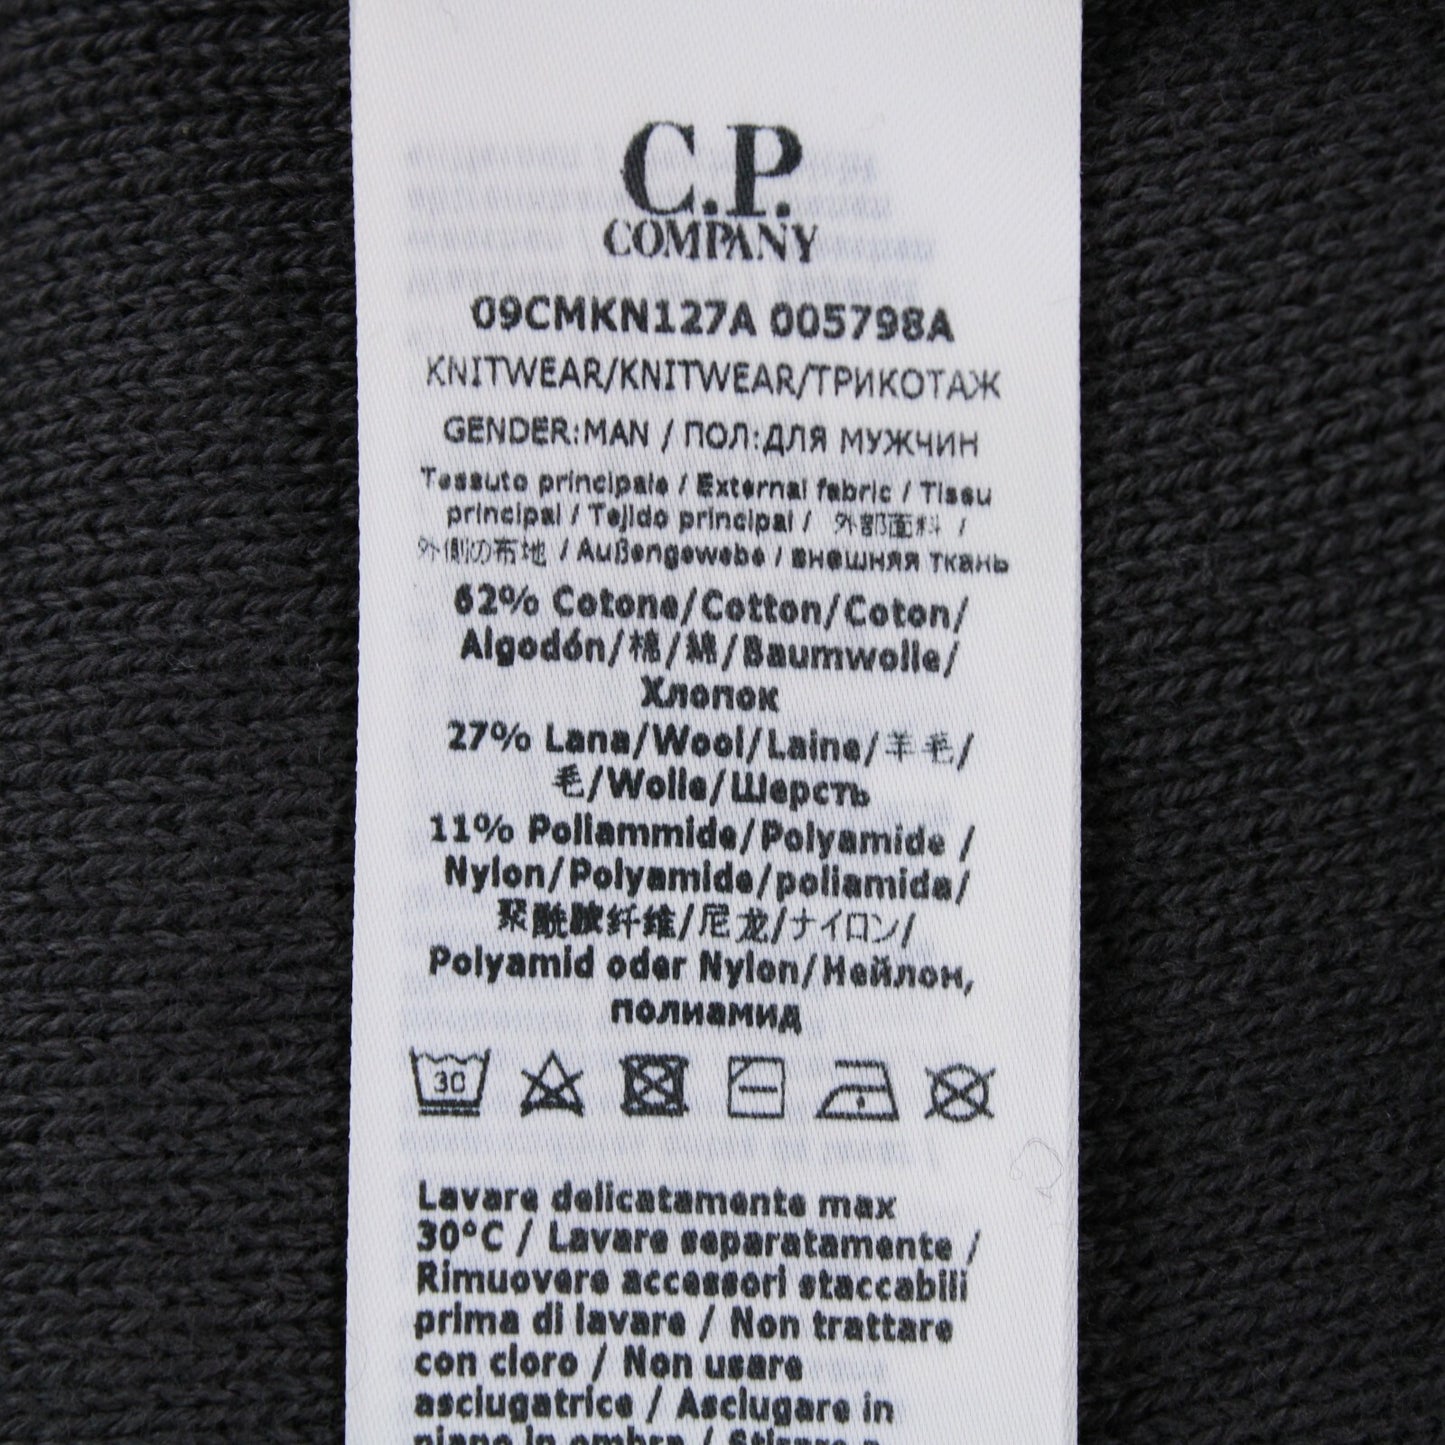 C.P.
COMPANY
09CMKN127A 005798A
KNITWEAR/KNITWEAR/ТРИКОТАЖ
GENDER:MAN / ПОЛ:ДЛЯ МУЖЧИН
Tessuto principale / External fabric / Tissu
principal / Tejido principal / 外部面料 /
外側の布地 / Außengewebe / внешняя ткань
62% Cotone/Cotton/Coton/
Algodón/棉/綿/Baumwolle/
Хлопок
27% Lana/Wool/Laine/羊毛/
毛/Wolle/Шерсть
11% Poliammide/Polyamide /
Nylon/Polyamide/poliamida/
聚酰胺纤维/尼龙/ナイロン/
Polyamid oder Nylon/Нейлон,
полиамид
30
Lavare delicatamente max
30°C / Lavare separatamente /
Rimuovere accessori staccabili
prima di lavare / Non trattare
con cloro / Non usare
asciugatrice / Asciugare in
piano in ombra / Stirare a